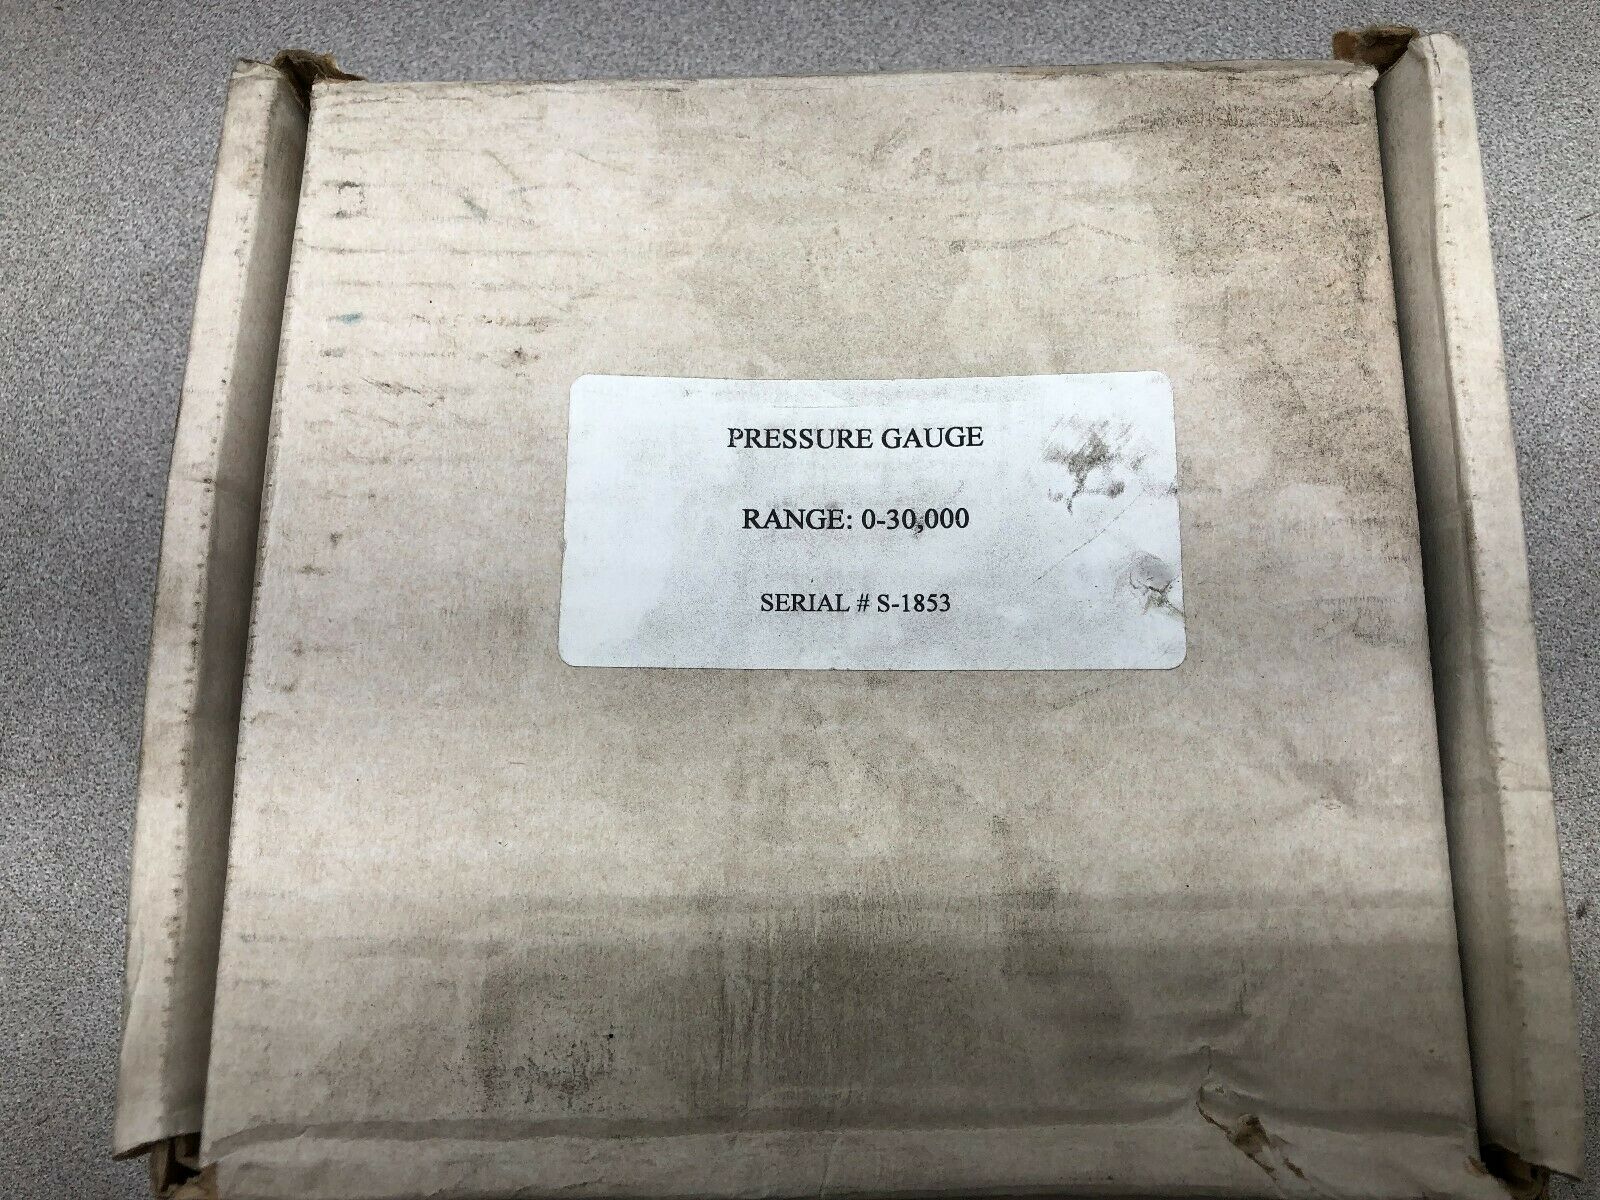 PRESSURE GAUGE
RANGE: 0-30,000
SERIAL # S-1853